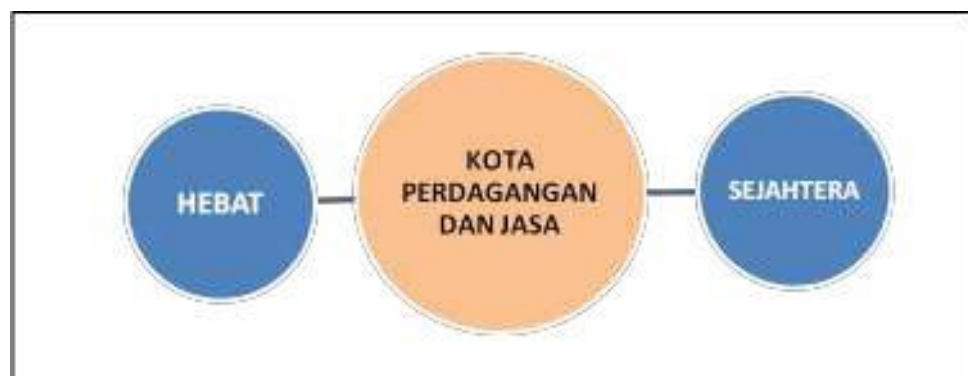 HEBAT
KOTA
PERDAGANGAN
DAN JASA
SEJAHTERA